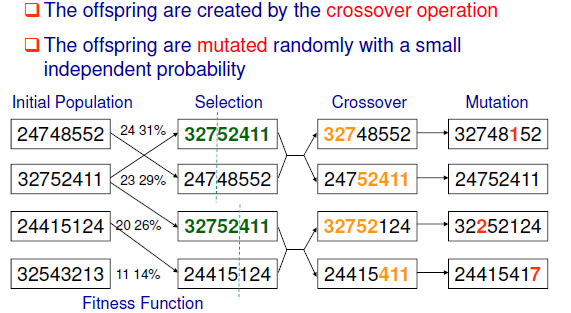 The offspring are created by the crossover operation
The offspring are mutated randomly with a small
independent probability
Initial Population Selection Crossover Mutation
24748552 24 31% 32752411 32748552 32748152
32752411 23 29% 24748552 24752411 24752411
24415124 20 26% 32752411 32752124 32252124
32543213 11 14% 24415124 24415411 24415417
Fitness Function